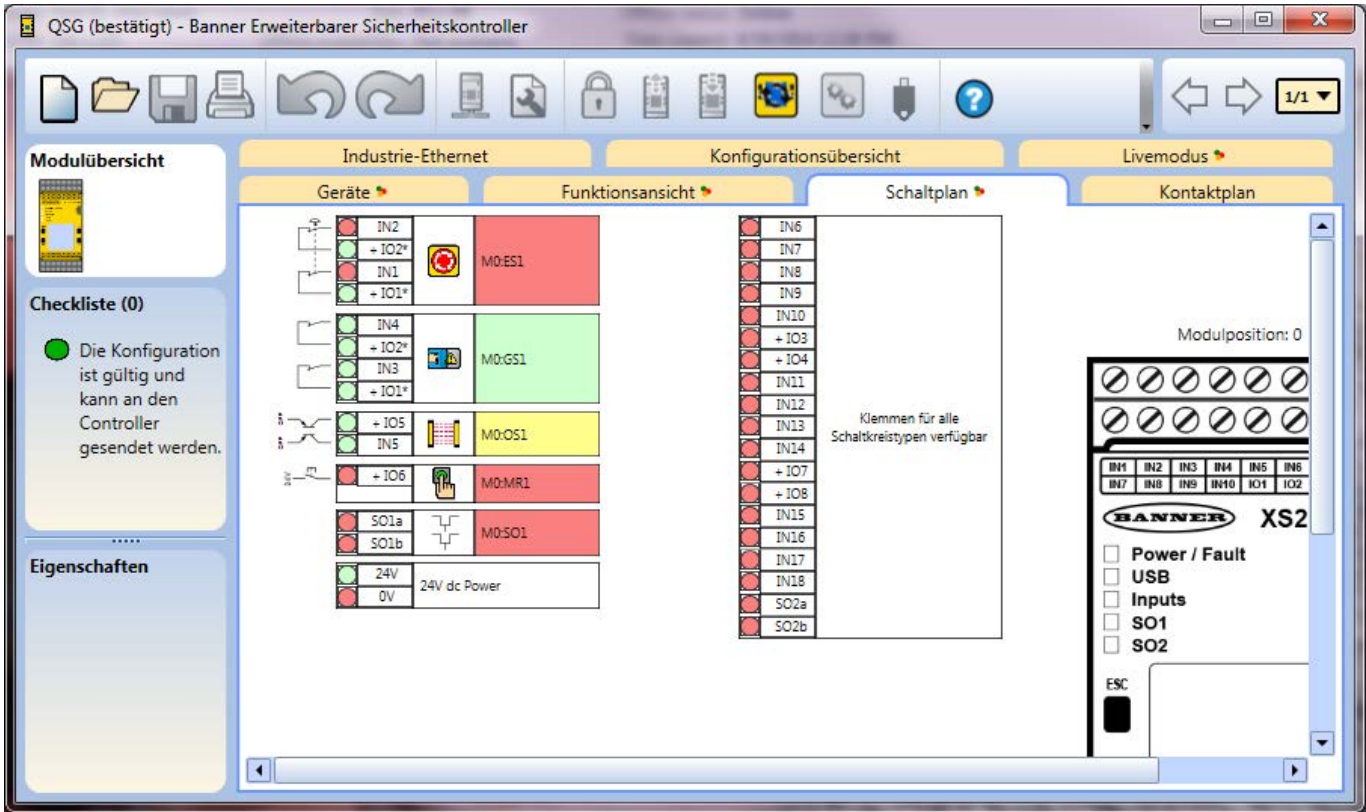 QSG (bestätigt) - Banner Erweiterbarer Sicherheitskontroller
1/1
Modulübersicht
Checkliste (0)
Die Konfiguration
ist gültig und
kann an den
Controller
gesendet werden.
Eigenschaften
Industrie-Ethernet
Konfigurationsübersicht
Livemodus
Geräte
Funktionsansicht
Schaltplan
Kontaktplan
IN2
+ IO2*
IN1
+ IO1*
M0:ES1
IN4
+ IO2*
IN3
+ IO1*
M0:GS1
+ IO5
IN5
M0:OS1
+ IO6
M0:MR1
SO1a
SO1b
M0:SO1
24V
0V
24V dc Power
IN6
IN7
IN8
IN9
IN10
+ IO3
+ IO4
IN11
IN12
IN13
IN14
+ IO7
+ IO8
IN15
IN16
IN17
IN18
SO2a
SO2b
Klemmen für alle
Schaltkreistypen verfügbar
Modulposition: 0
IN1 IN2 IN3 IN4 IN5 IN6
IN7 IN8 IN9 IN10 IO1 IO2
BANNER XS2
Power / Fault
USB
Inputs
SO1
SO2
ESC